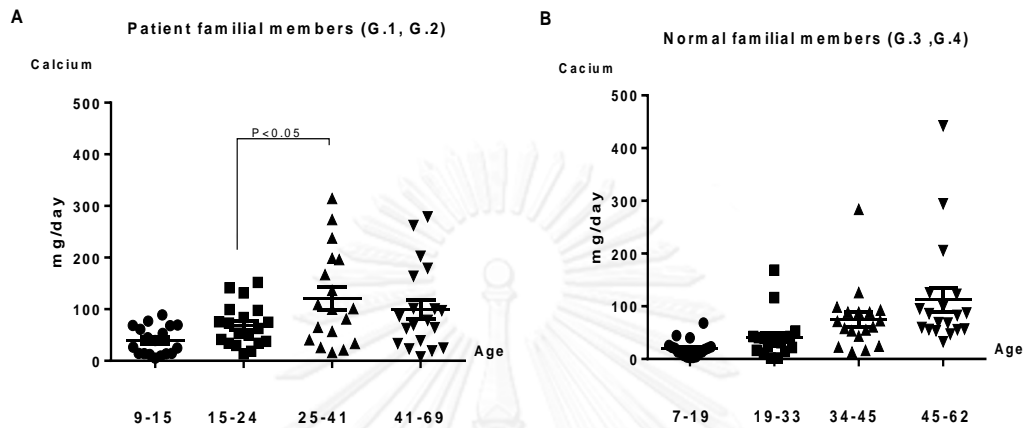 A
Patient familial members (G.1, G.2)
Calcium
500
400
300
200
100
0
mg/day
P<0.05
Age
9-15 15-24 25-41 41-69
B
Normal familial members (G.3 ,G.4)
Cacium
500
400
300
200
100
0
mg/day
Age
7-19 19-33 34-45 45-62